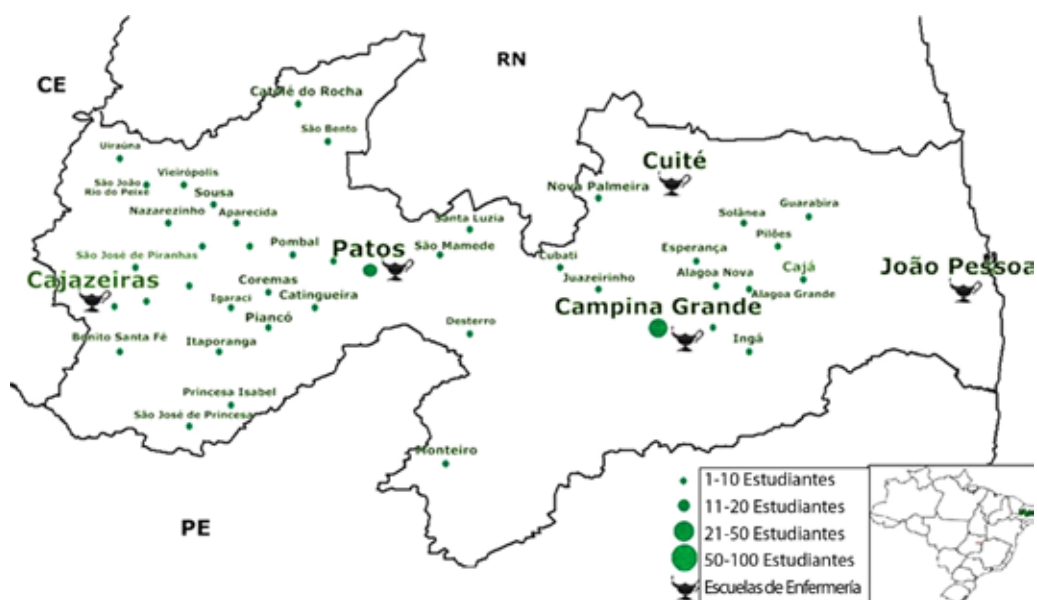 RN
CE
Catolé do Rocha
São Bento
Uiraúna
Vieirópolis
São João
Rio do Peixe
Sousa
Nazarezinho
Aparecida
São José de Piranhas
Pombal
Patos
Santa Luzia
São Mamede
Cajazeiras
Coremas
Igaraci
Catingueira
Piancó
Benito Santa Fé
Itaporanga
Desterro
Princesa Isabel
São José de Princesa
Monteiro
PE
Cuité
Nova Palmeira
Guarabira
Solânea
Pilões
Cubati
Esperança
Juazeirinho
Alagoa Nova
Cajá
Alagoa Grande
João Pessoa
Campina Grande
Ingá
1-10 Estudiantes
11-20 Estudiantes
21-50 Estudiantes
50-100 Estudiantes
Escuelas de Enfermería